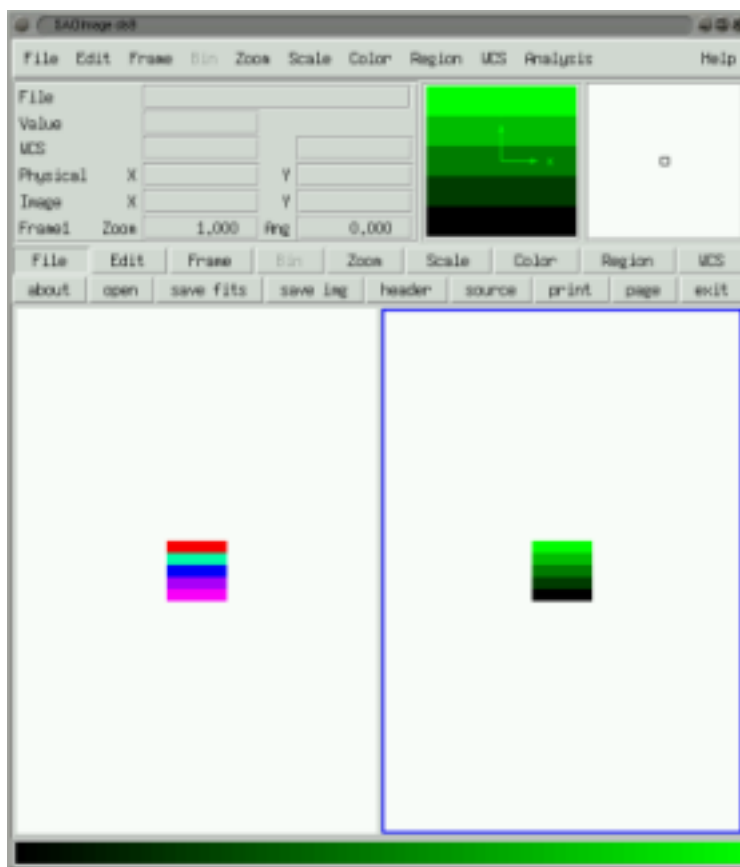 SAOImage ds9
File Edit Frame Bin Zoom Scale Color Region WCS Analysis Help
File
Value
WCS
Physical X Y
Image X Y
Frame1 Zoom 1.000 Ang 0.000
X
File Edit Frame Bin Zoom Scale Color Region WCS
about open save fits save img header source print page exit